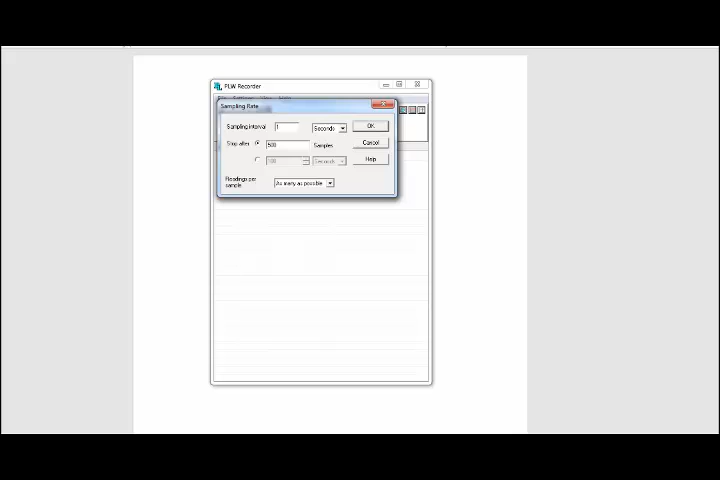 PLW Recorder
Sampling Rate
Sampling interval 1 Seconds OK
Stop after 500 Samples Cancel
Seconds Help
Readings per
sample As many as possible